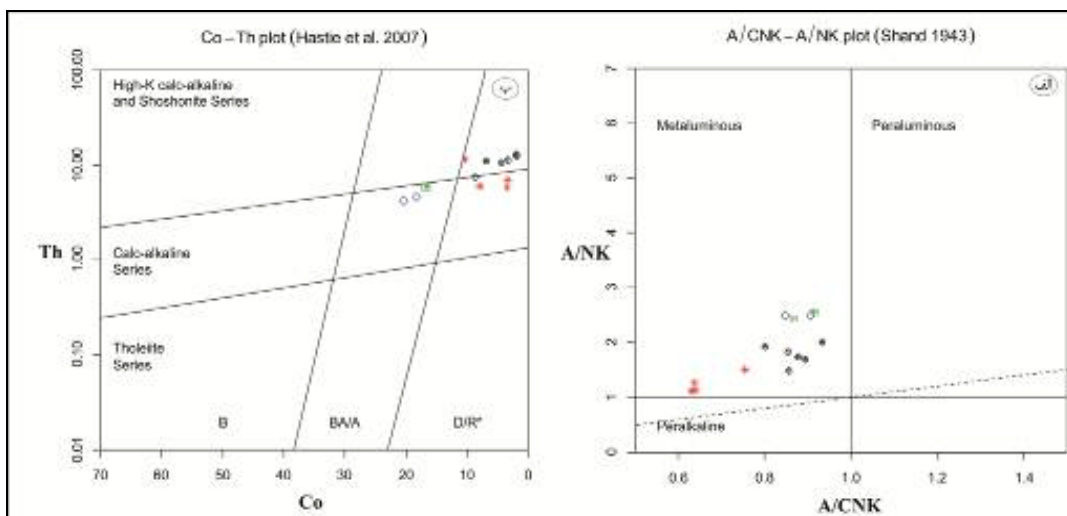 Co–Th plot (Hastie et al. 2007)
High-K calc-alkaline
and Shoshonite Series
ب
Calc-alkaline
Series
Tholeiite
Series
B
BA/A
D/R*
Th
100.00
10.00
1.00
0.10
0.01
70
60
50
40
30
20
10
0
Co
A/CNK–A/NK plot (Shand 1943)
الف
Metaluminous
Peraluminous
Peralkaline
A/NK
7
6
5
4
3
2
1
0
0.6
0.8
1.0
1.2
1.4
A/CNK